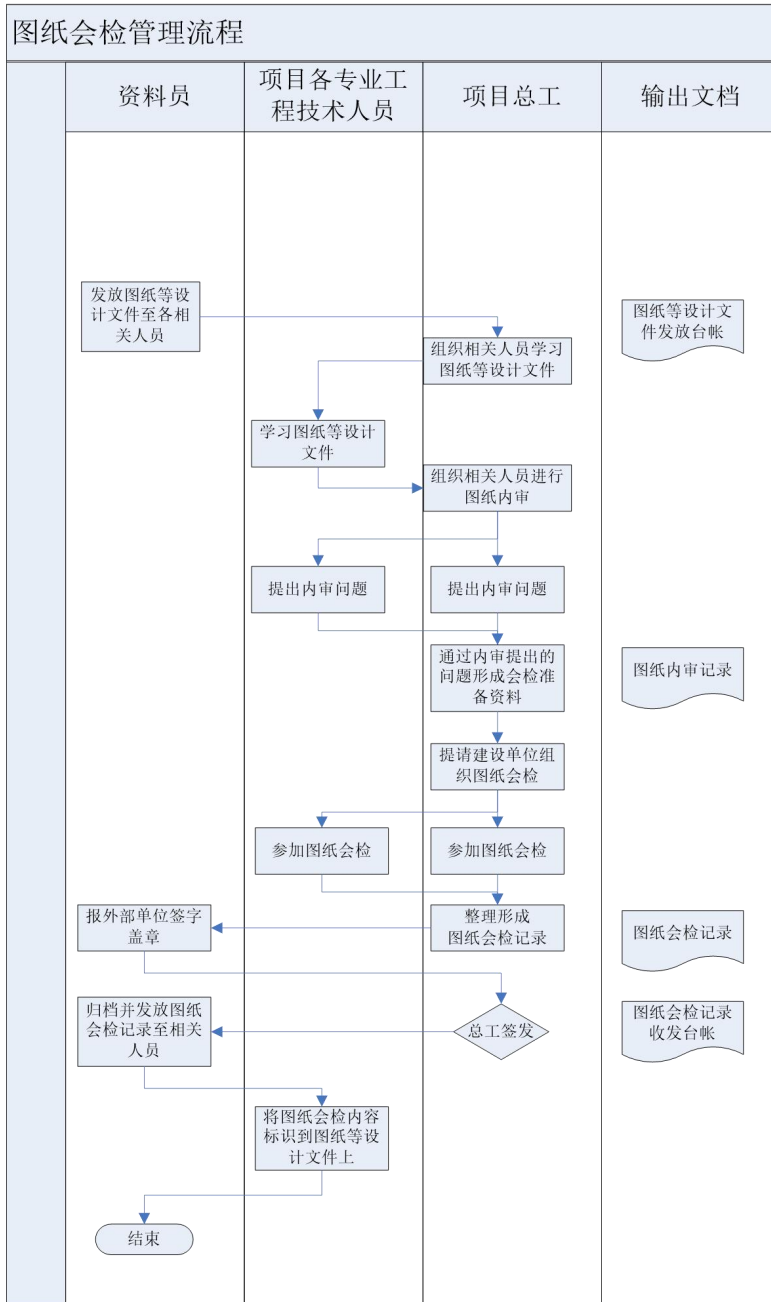 图纸会检管理流程
资料员
项目各专业工
程技术人员
项目总工
输出文档
发放图纸等设
计文件至各相
关人员
图纸等设计文
件发放台帐
组织相关人员学习
图纸等设计文件
学习图纸等设计
文件
组织相关人员进行
图纸内审
提出内审问题
提出内审问题
通过内审提出的
问题形成会检准
备资料
图纸内审记录
提请建设单位组
织图纸会检
参加图纸会检
参加图纸会检
报外部单位签字
盖章
整理形成
图纸会检记录
图纸会检记录
归档并发放图纸
会检记录至相关
人员
总工签发
图纸会检记录
收发台帐
将图纸会检内容
标识到图纸等设
计文件上
结束